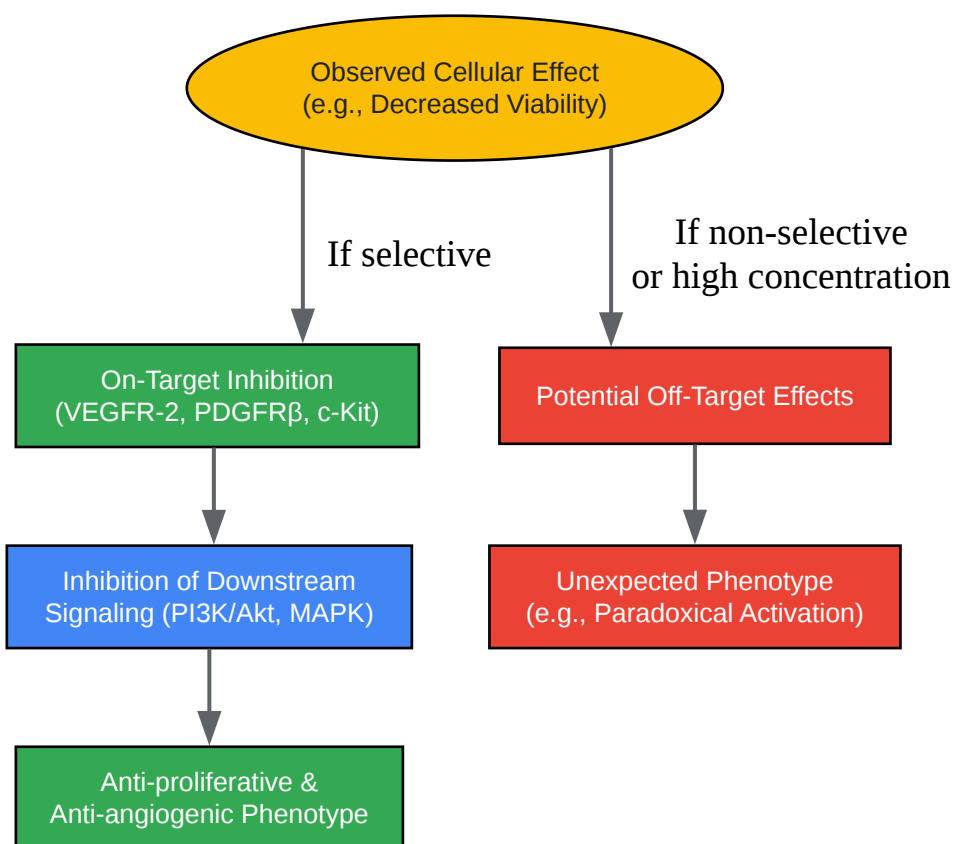 Observed Cellular Effect
(e.g., Decreased Viability)
If selective
If non-selective
or high concentration
On-Target Inhibition
(VEGFR-2, PDGFRβ, c-Kit)
Potential Off-Target Effects
Inhibition of Downstream
Signaling (PI3K/Akt, MAPK)
Unexpected Phenotype
(e.g., Paradoxical Activation)
Anti-proliferative &
Anti-angiogenic Phenotype